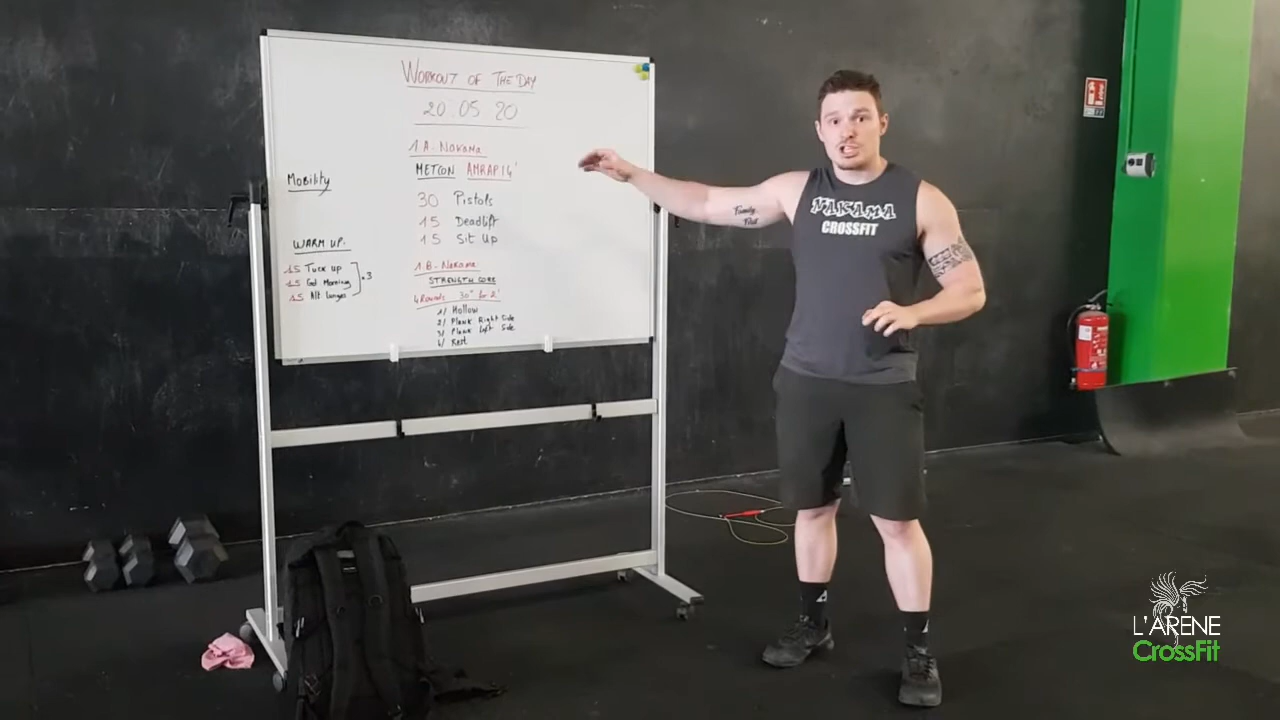 WORKOUT OF THE DAY
20.05.20
1 A. Nakama
METCON AMRAP 14'
30 Pistols
15 Deadlift
15 Sit Up
1.B. Nakama
STRENGTH CORE
4 Rounds 30" for 2'
1/ Hollow
2/ Plank Right Side
3/ Plank Left Side
4/ Rest
Mobility
WARM UP.
15 Tuck up
15 Good Morning
15 Alt lunges
x3
Family First
NAKAMA
CROSSFIT
L'ARENE
CrossFit